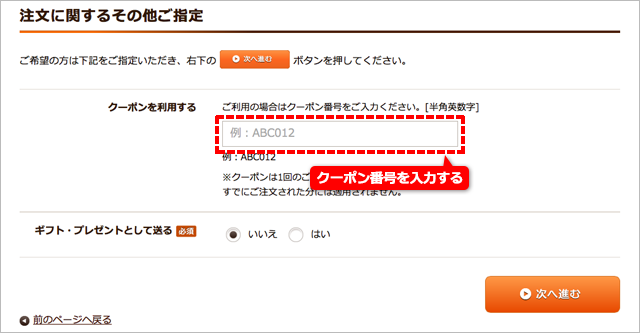 注文に関するその他ご指定
ご希望の方は下記をご指定いただき、右下の 次へ進む ボタンを押してください。
クーポンを利用する
ご利用の場合はクーポン番号をご入力ください。[半角英数字]
例：ABC012
例：ABC012
クーポン番号を入力する
※クーポンは1回のご
すでにご注文された分には適用されません。
ギフト・プレゼントとして送る 必須 いいえ はい
次へ進む
前のページへ戻る